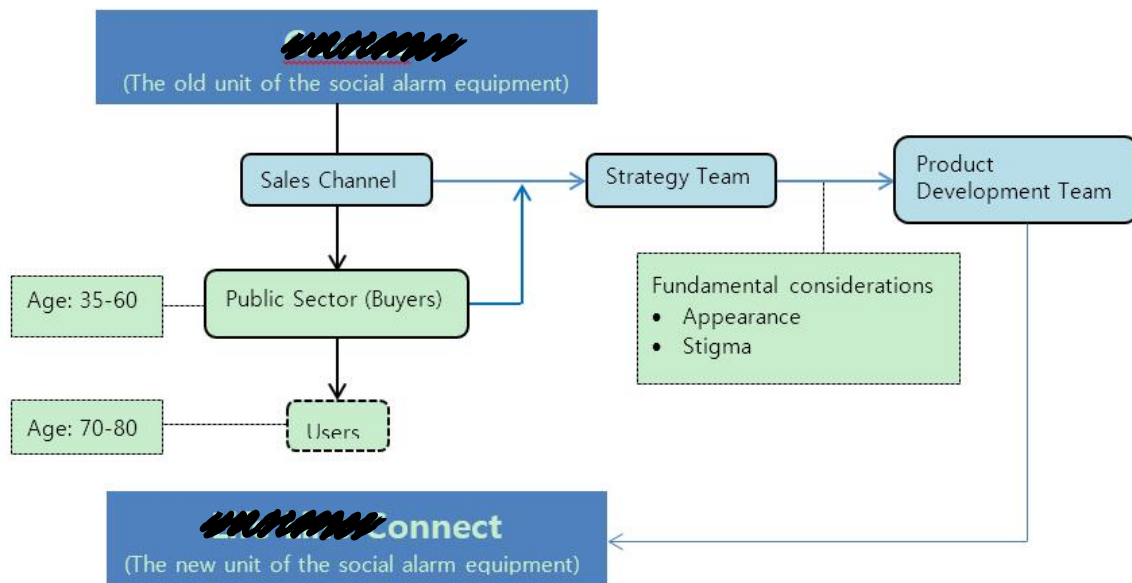 (The old unit of the social alarm equipment)
Sales Channel
Strategy Team
Product
Development Team
Age: 35-60
Public Sector (Buyers)
Fundamental considerations
• Appearance
• Stigma
Age: 70-80
Users
Connect
(The new unit of the social alarm equipment)